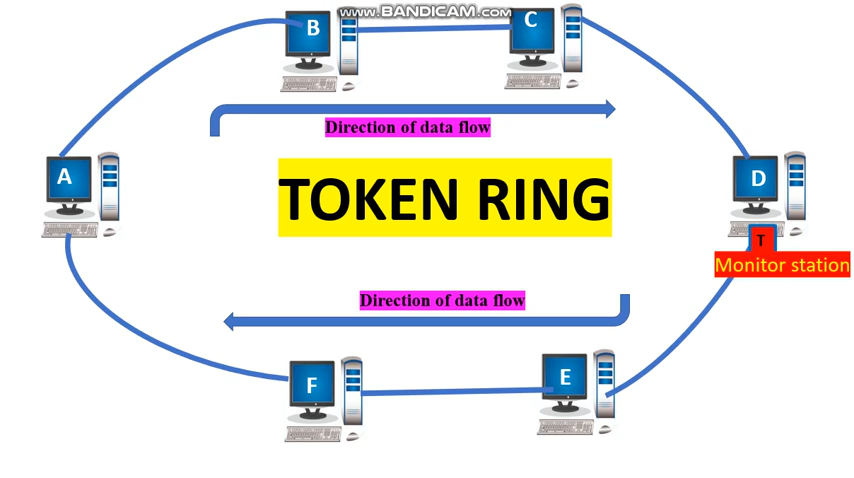 WWW.BANDICAM.COM
B
C
Direction of data flow
A
TOKEN RING
D
T
Monitor station
Direction of data flow
F
E